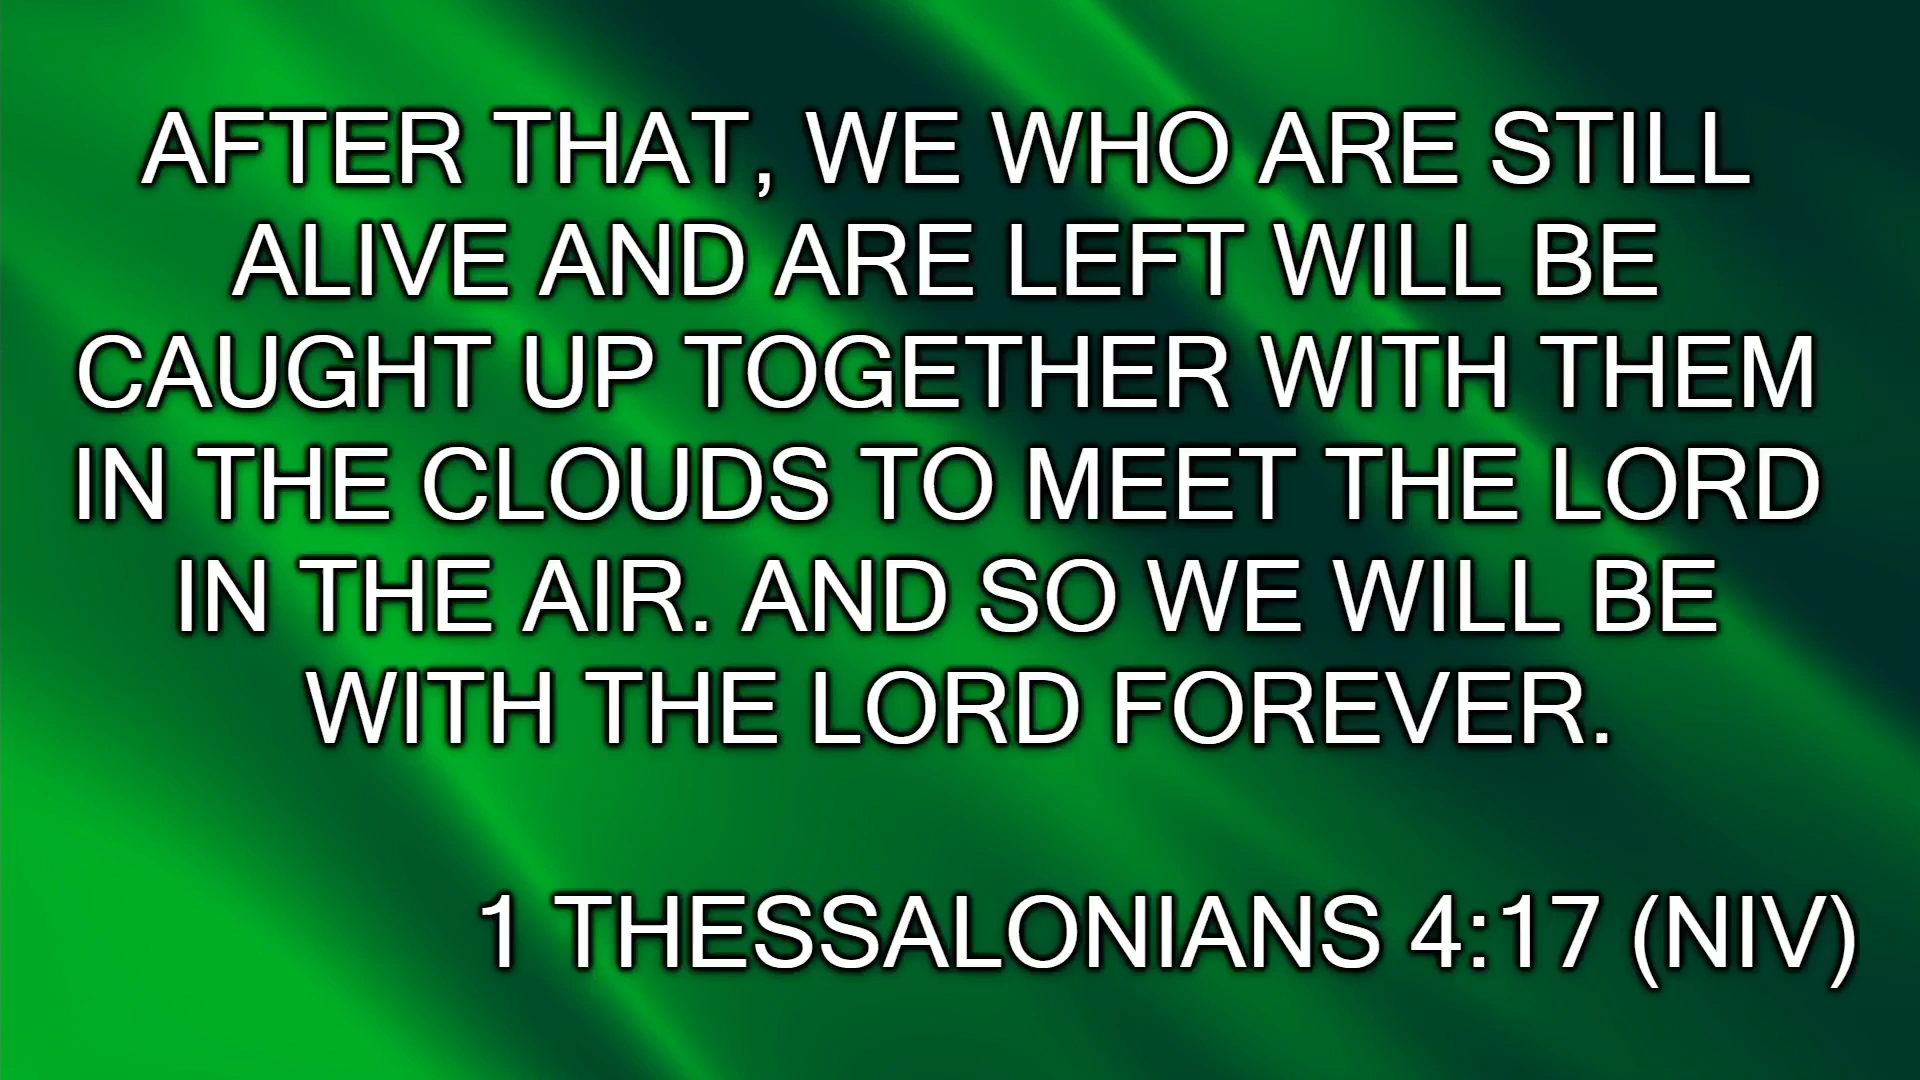 AFTER THAT, WE WHO ARE STILL
ALIVE AND ARE LEFT WILL BE
CAUGHT UP TOGETHER WITH THEM
IN THE CLOUDS TO MEET THE LORD
IN THE AIR. AND SO WE WILL BE
WITH THE LORD FOREVER.
1 THESSALONIANS 4:17 (NIV)